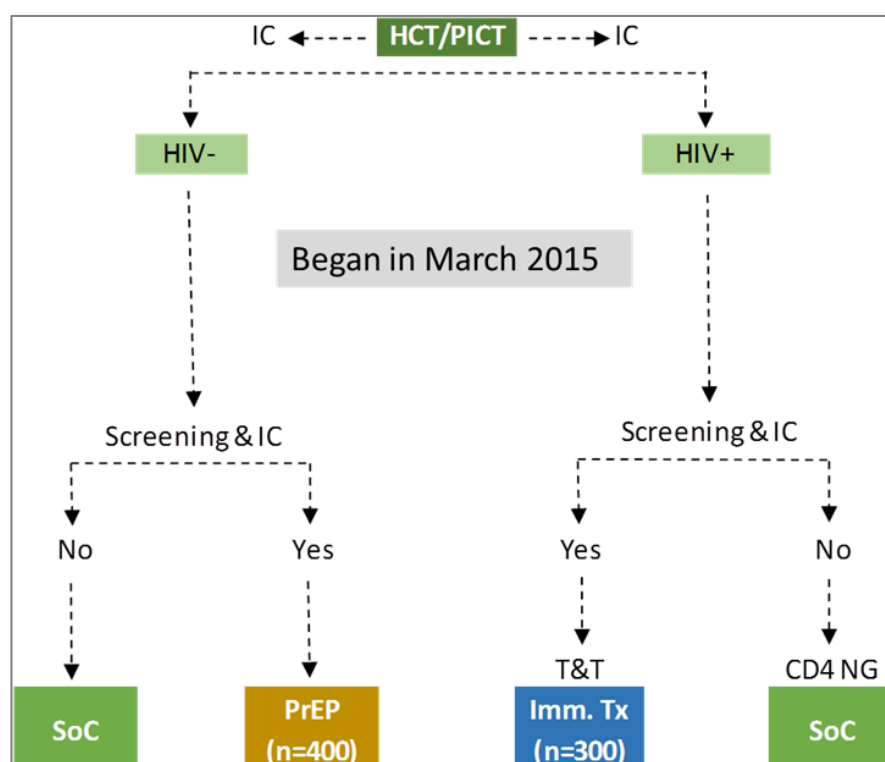 IC HCT/PICT IC
HIV- HIV+
Began in March 2015
Screening & IC Screening & IC
No Yes Yes No
T&T CD4 NG
SoC PrEP Imm. Tx SoC
(n=400) (n=300)